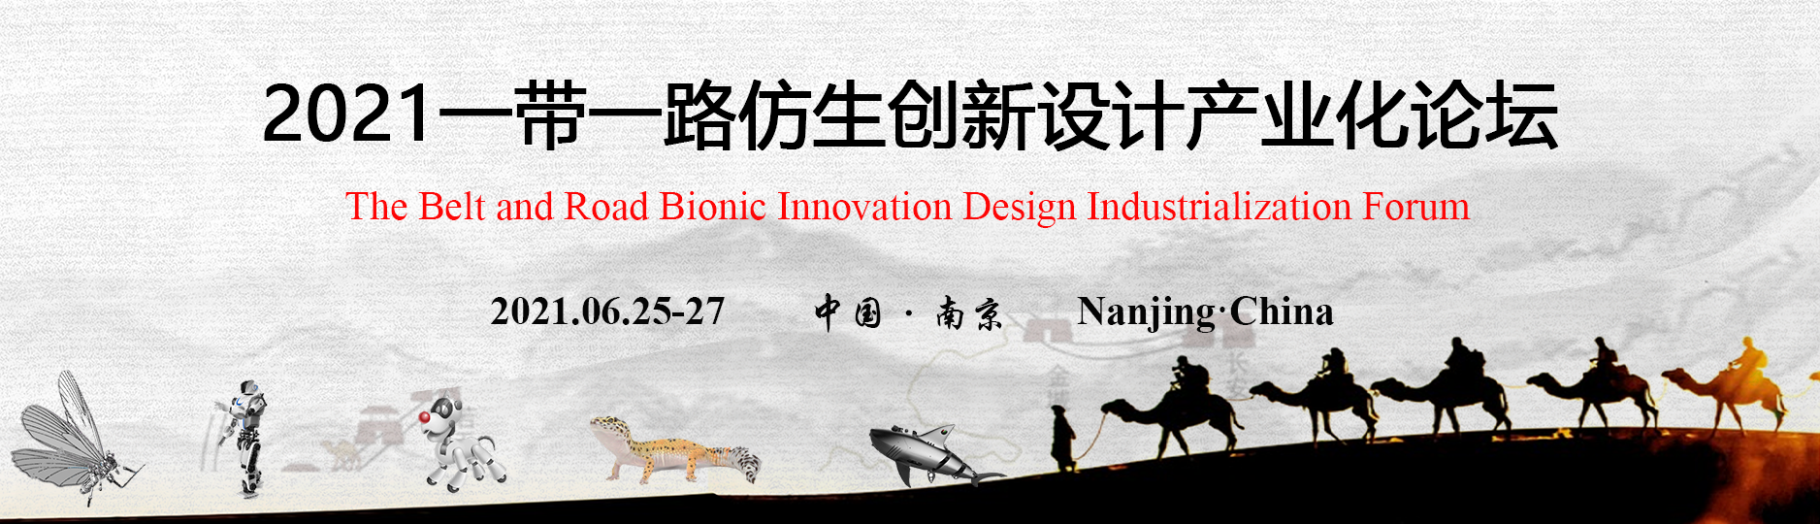 2021一带一路仿生创新设计产业化论坛
The Belt and Road Bionic Innovation Design Industrialization Forum
2021.06.25-27 中国·南京 Nanjing·China
长安